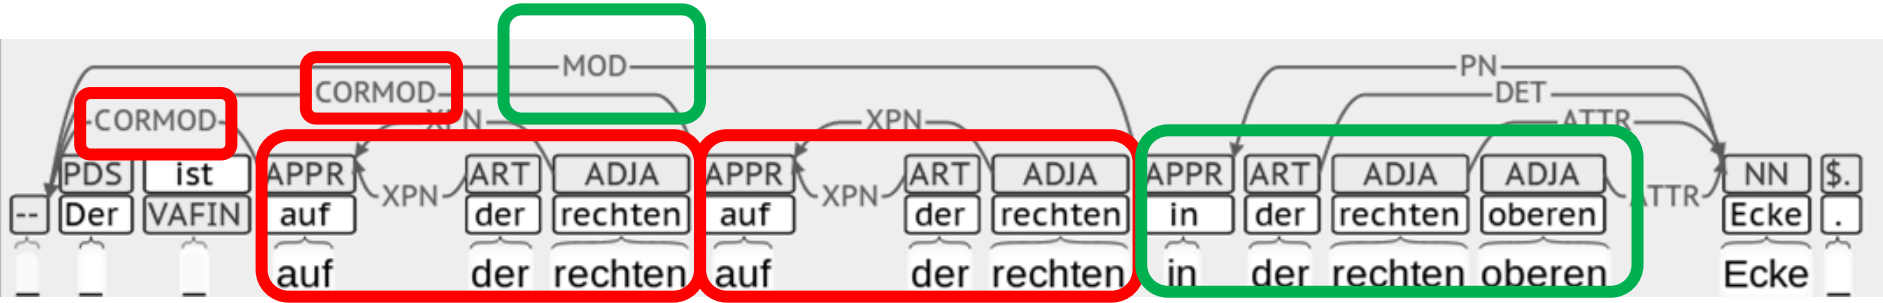 MOD PN
CORMOD DET
CORMOD XPN XPN ATTR
PDS ist APPR ART ADJA APPR ART ADJA APPR ART ADJA ADJA NN $.
XPN XPN ATTR
-- Der VAFIN auf der rechten auf der rechten in der rechten oberen Ecke .
_ _ _ auf der rechten auf der rechten in der rechten oberen Ecke _